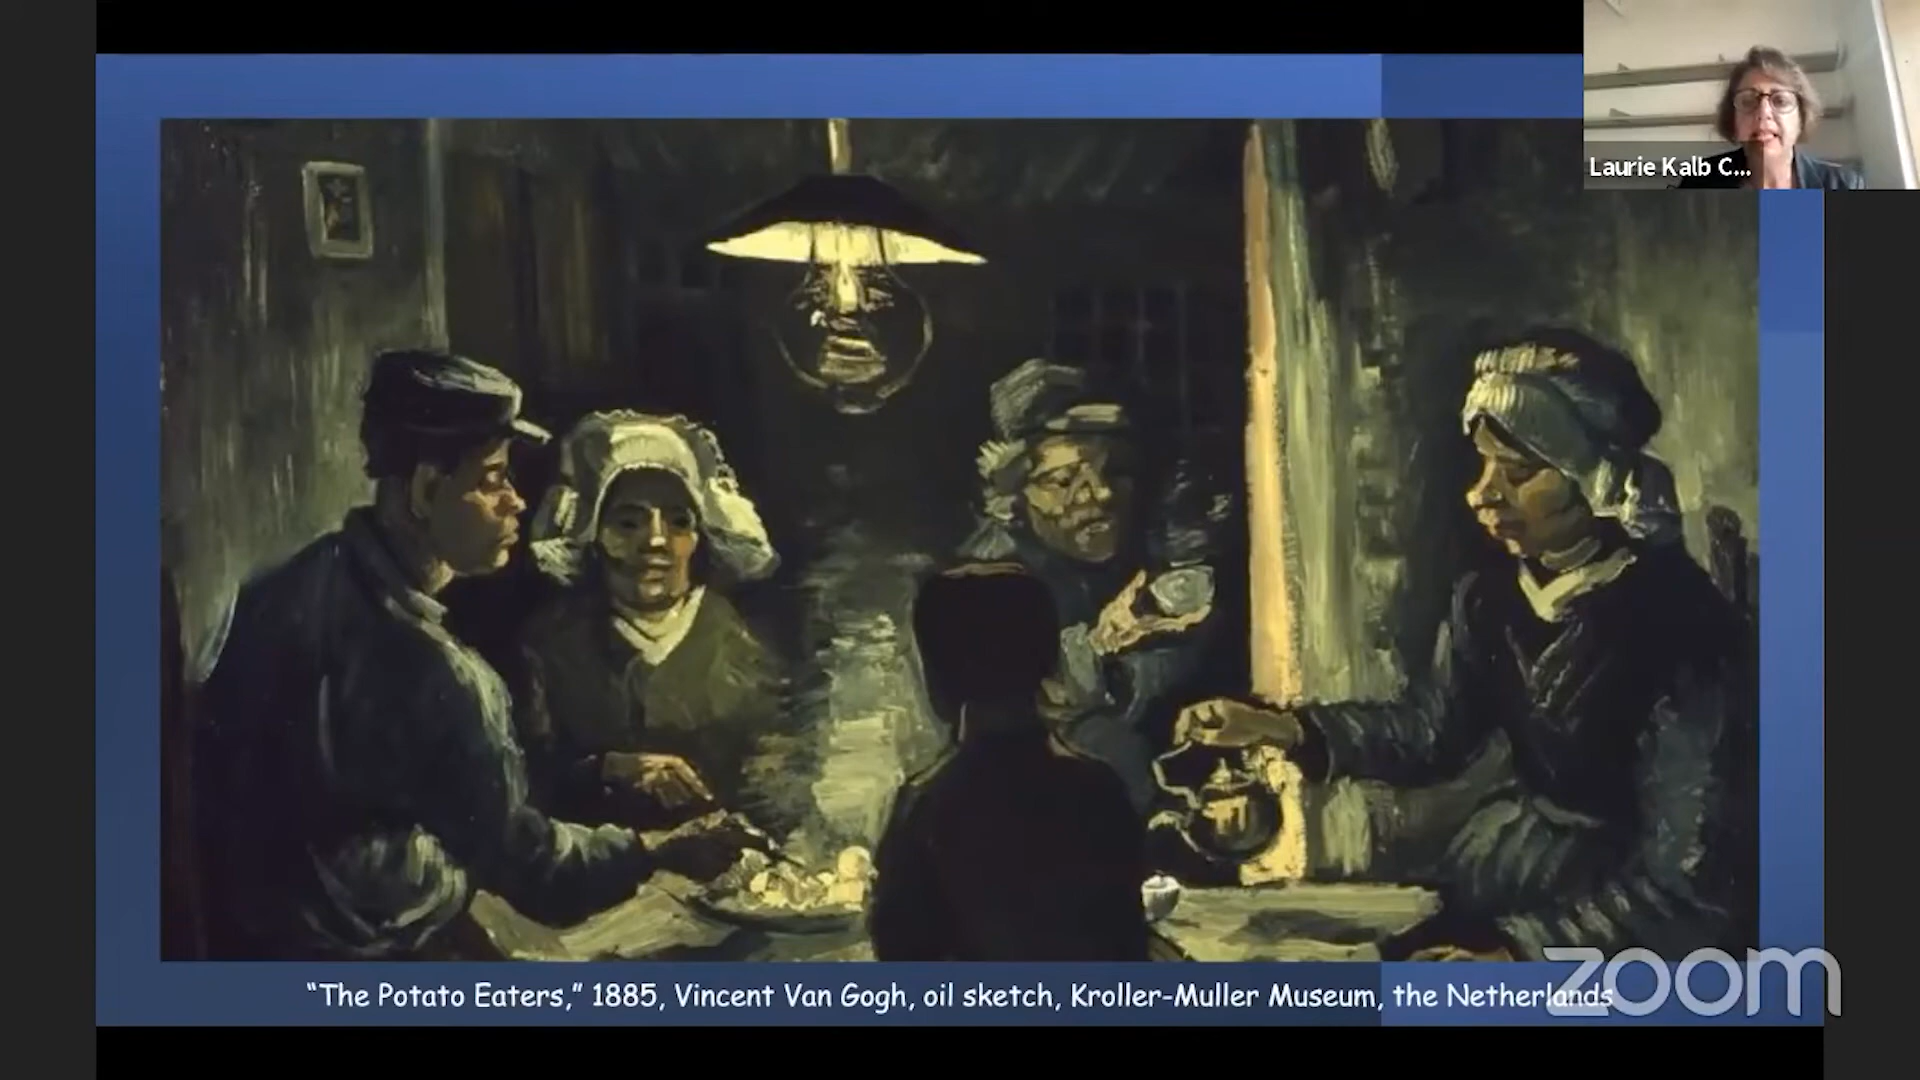 Laurie Kalb C...
“The Potato Eaters,” 1885, Vincent Van Gogh, oil sketch, Kroller-Muller Museum, the Netherlands
zoom